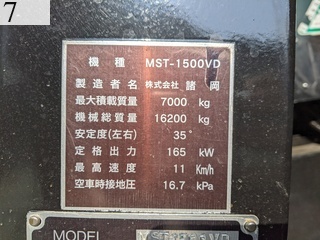 7
機 種 MST-1500VD
製造者名 株式会社 諸 岡
最大積載質量 7000 kg
機械総質量 16200 kg
安定度(左右) 35°
定格出力 165 kW
最高速度 11 Km/h
空車時接地圧 16.7 kPa
MODEL